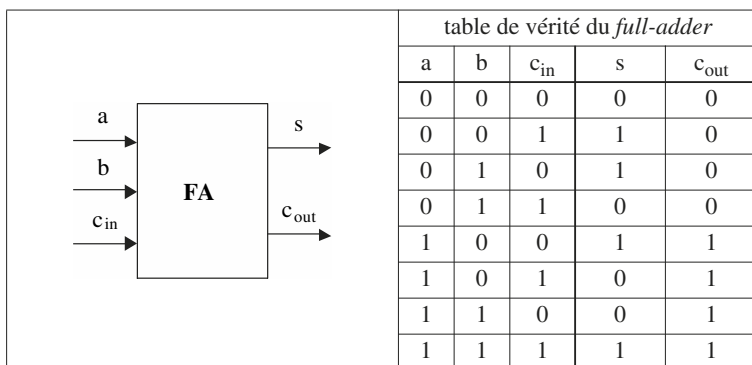 a
b
c_in
FA
s
c_out
table de vérité du full-adder
a b c_in s c_out
0 0 0 0 0
0 0 1 1 0
0 1 0 1 0
0 1 1 0 0
1 0 0 1 1
1 0 1 0 1
1 1 0 0 1
1 1 1 1 1